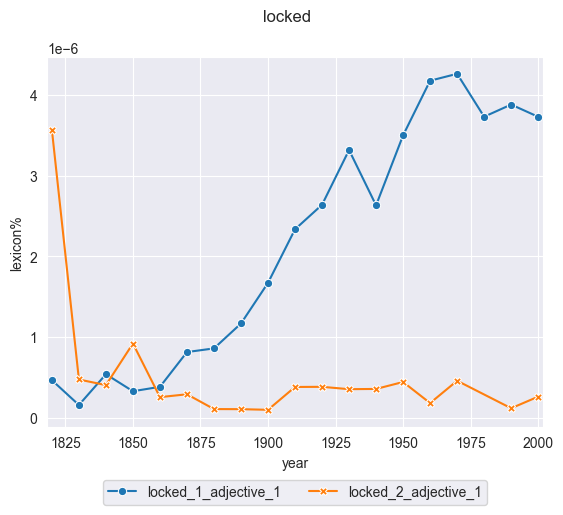 locked
1e−6
4
3
2
1
0
lexicon%
1825 1850 1875 1900 1925 1950 1975 2000
year
locked_1_adjective_1 locked_2_adjective_1